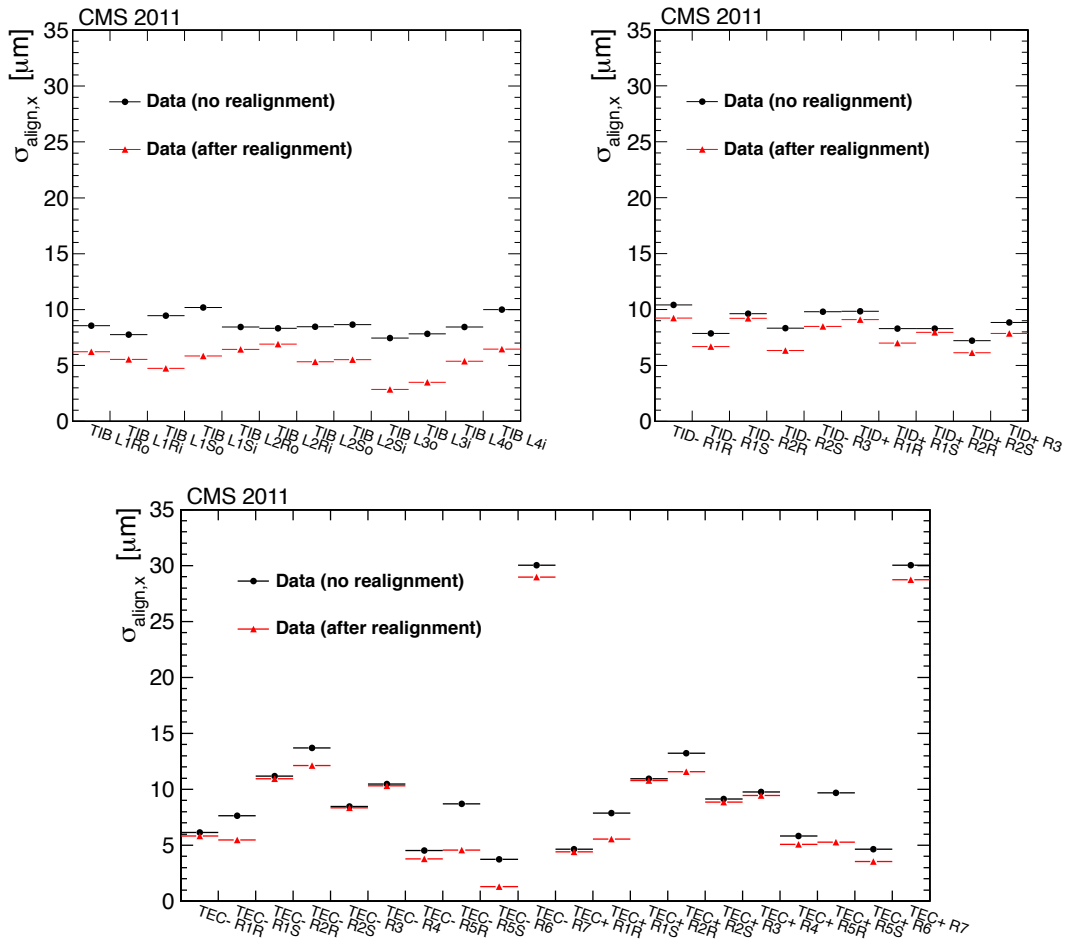 CMS 2011
σalign,x [μm]
35
30
25
20
15
10
5
0
Data (no realignment)
Data (after realignment)
TIB L1Ro
TIB L1Ri
TIB L1So
TIB L1Si
TIB L2Ro
TIB L2Ri
TIB L2So
TIB L2Si
TIB L3o
TIB L3i
TIB L4o
TIB L4i
CMS 2011
σalign,x [μm]
35
30
25
20
15
10
5
0
Data (no realignment)
Data (after realignment)
TID- R1R
TID- R1S
TID- R2R
TID- R2S
TID- R3
TID+ R1R
TID+ R1S
TID+ R2R
TID+ R2S
TID+ R3
CMS 2011
σalign,x [μm]
35
30
25
20
15
10
5
0
Data (no realignment)
Data (after realignment)
TEC- R1R
TEC- R1S
TEC- R2R
TEC- R2S
TEC- R3
TEC- R4
TEC- R5R
TEC- R5S
TEC- R6
TEC- R7
TEC+ R1R
TEC+ R1S
TEC+ R2R
TEC+ R2S
TEC+ R3
TEC+ R4
TEC+ R5R
TEC+ R5S
TEC+ R6
TEC+ R7